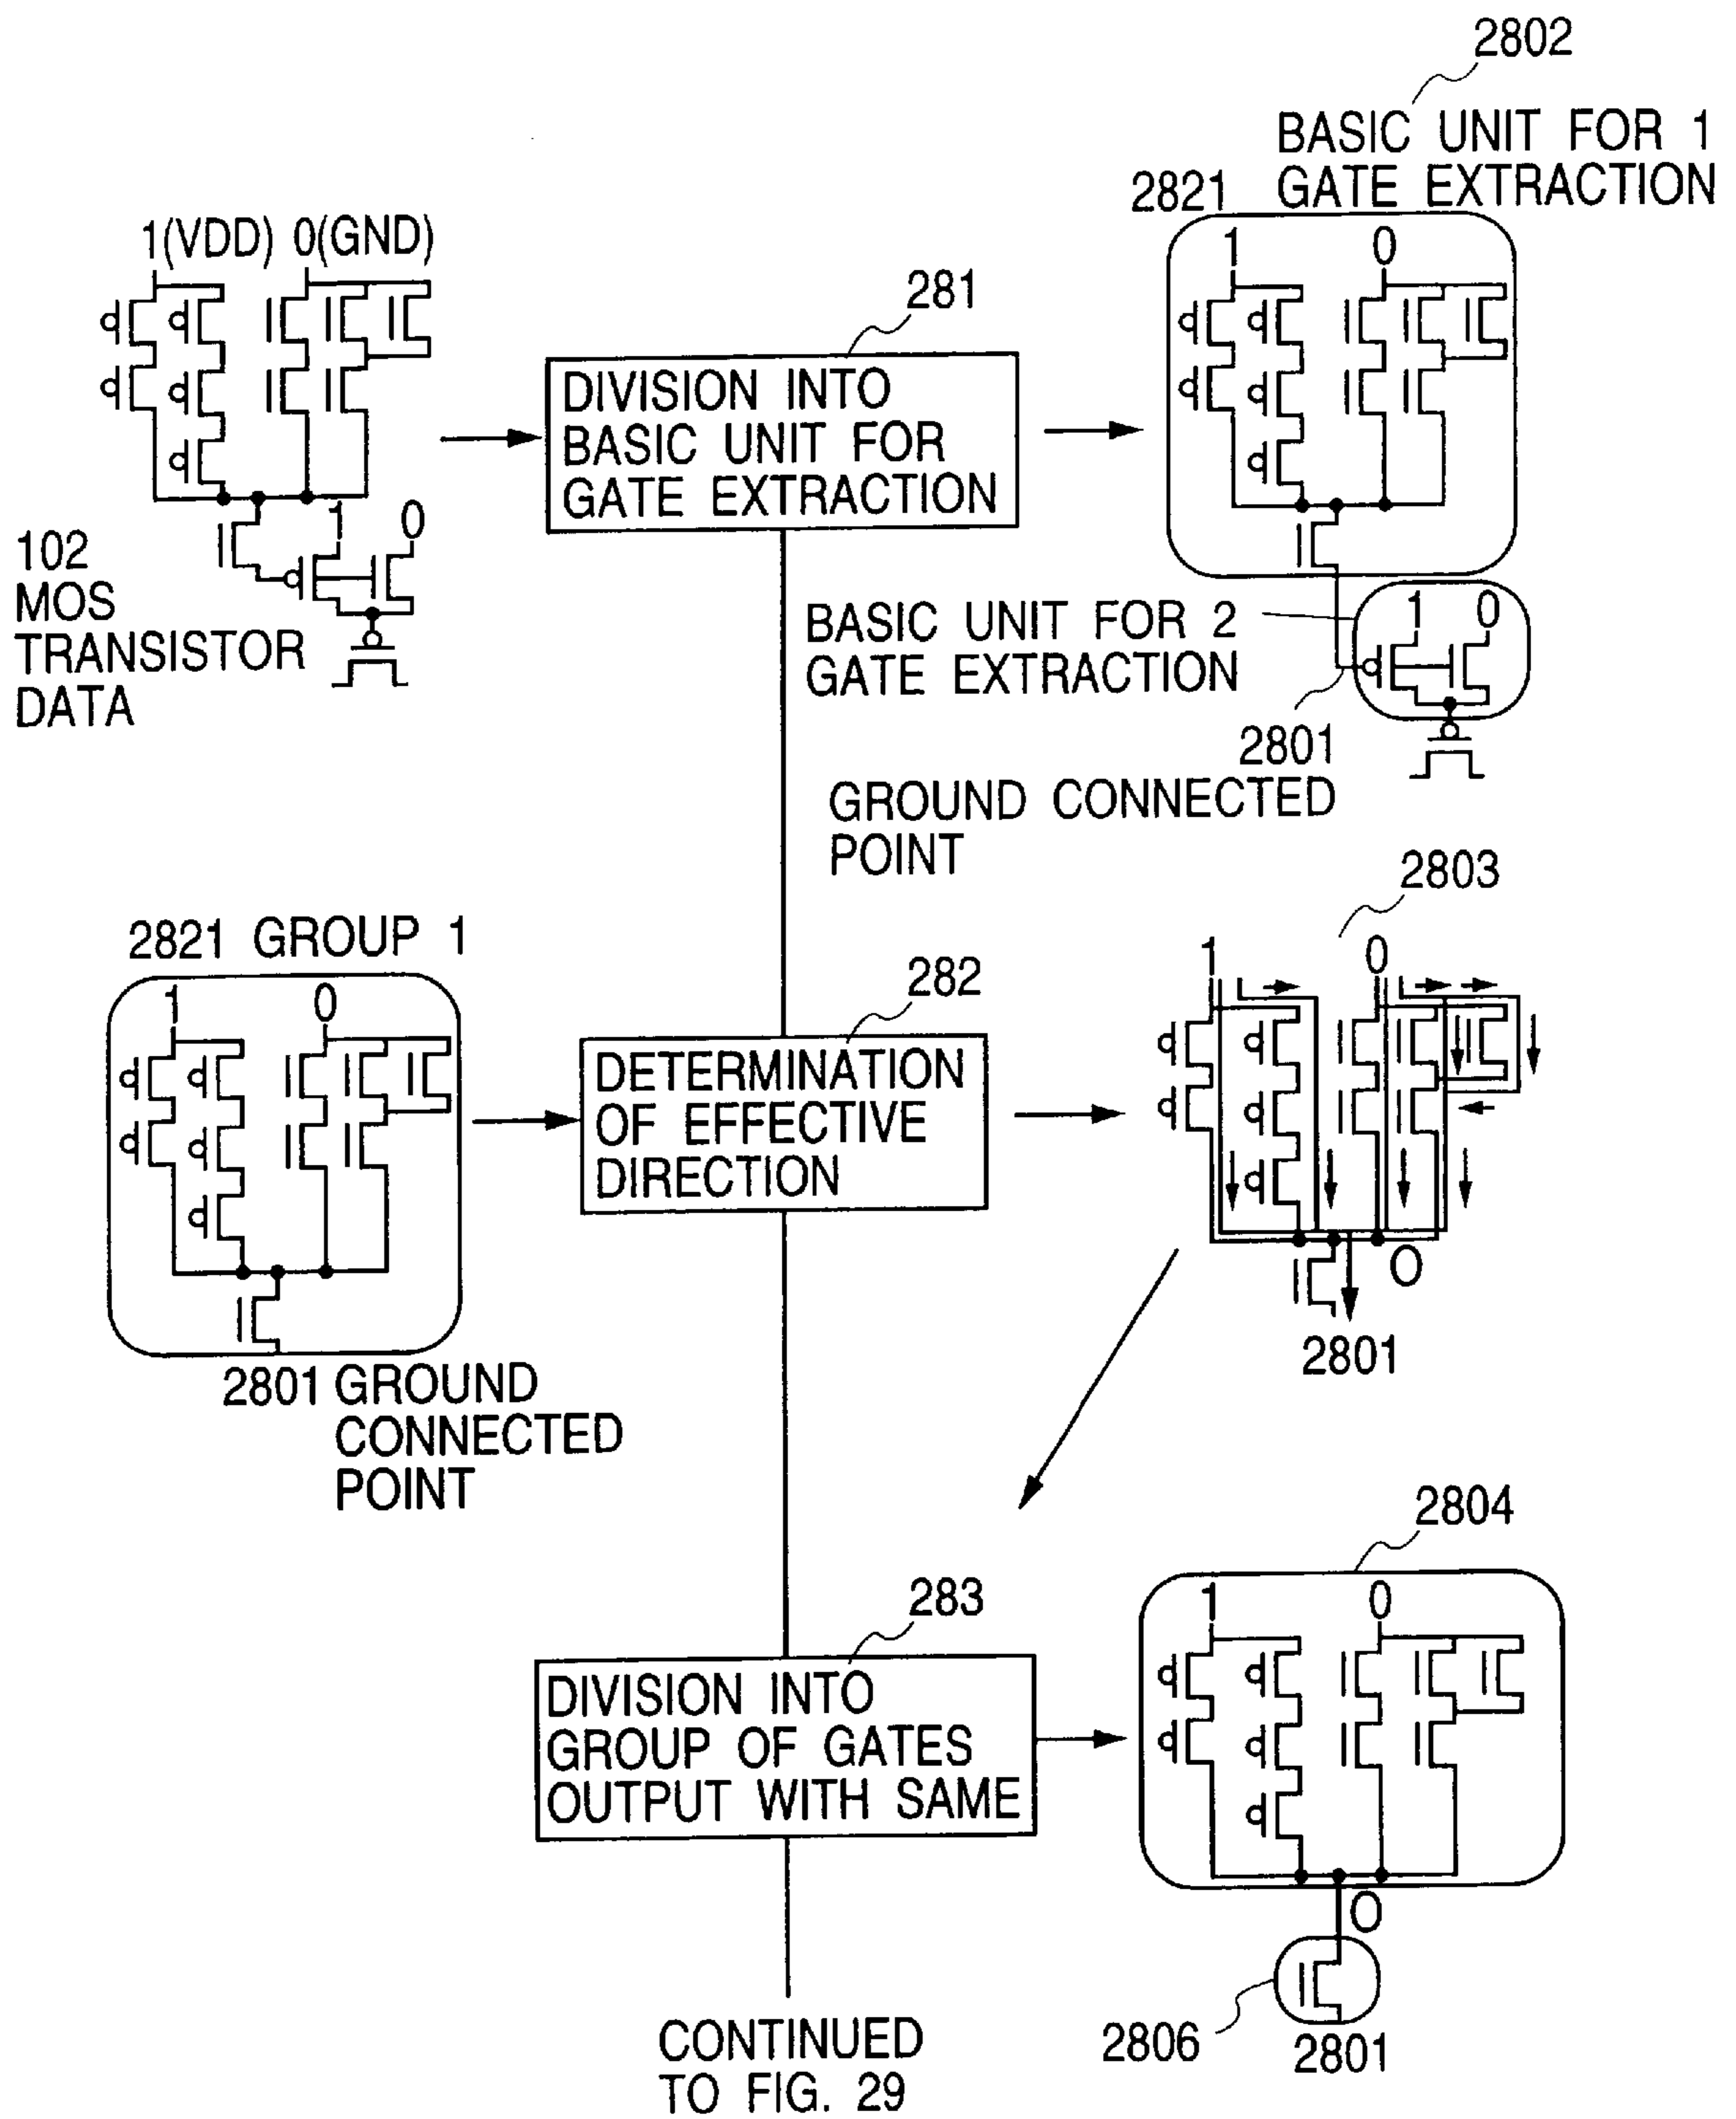 2802
BASIC UNIT FOR 1
GATE EXTRACTION
2821
1 0
1(VDD) 0(GND)
281
DIVISION INTO
BASIC UNIT FOR
GATE EXTRACTION
1 0
102
MOS
TRANSISTOR
DATA
BASIC UNIT FOR 2
GATE EXTRACTION
1 0
2801
GROUND CONNECTED
POINT
2803
1 0
2821 GROUP 1
1 0
282
DETERMINATION
OF EFFECTIVE
DIRECTION
O
2801
2801 GROUND
CONNECTED
POINT
2804
1 0
283
DIVISION INTO
GROUP OF GATES
OUTPUT WITH SAME
O
2806
2801
CONTINUED
TO FIG. 29